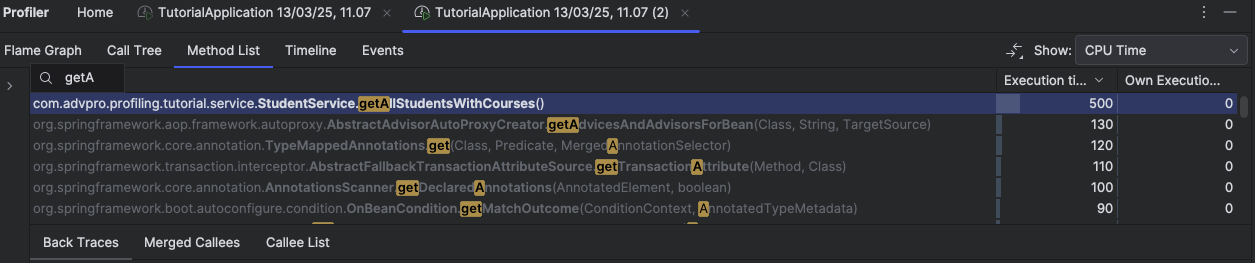 Profiler Home TutorialApplication 13/03/25, 11.07 TutorialApplication 13/03/25, 11.07 (2)
Flame Graph Call Tree Method List Timeline Events Show: CPU Time
getA
Execution ti... Own Executio...
com.advpro.profiling.tutorial.service.StudentService.getAllStudentsWithCourses() 500 0
org.springframework.aop.framework.autoproxy.AbstractAdvisorAutoProxyCreator.getAdvicesAndAdvisorsForBean(Class, String, TargetSource) 130 0
org.springframework.core.annotation.TypeMappedAnnotations.get(Class, Predicate, MergedAnnotationSelector) 120 0
org.springframework.transaction.interceptor.AbstractFallbackTransactionAttributeSource.getTransactionAttribute(Method, Class) 110 0
org.springframework.core.annotation.AnnotationsScanner.getDeclaredAnnotations(AnnotatedElement, boolean) 100 0
org.springframework.boot.autoconfigure.condition.OnBeanCondition.getMatchOutcome(ConditionContext, AnnotatedTypeMetadata) 90 0
Back Traces Merged Callees Callee List